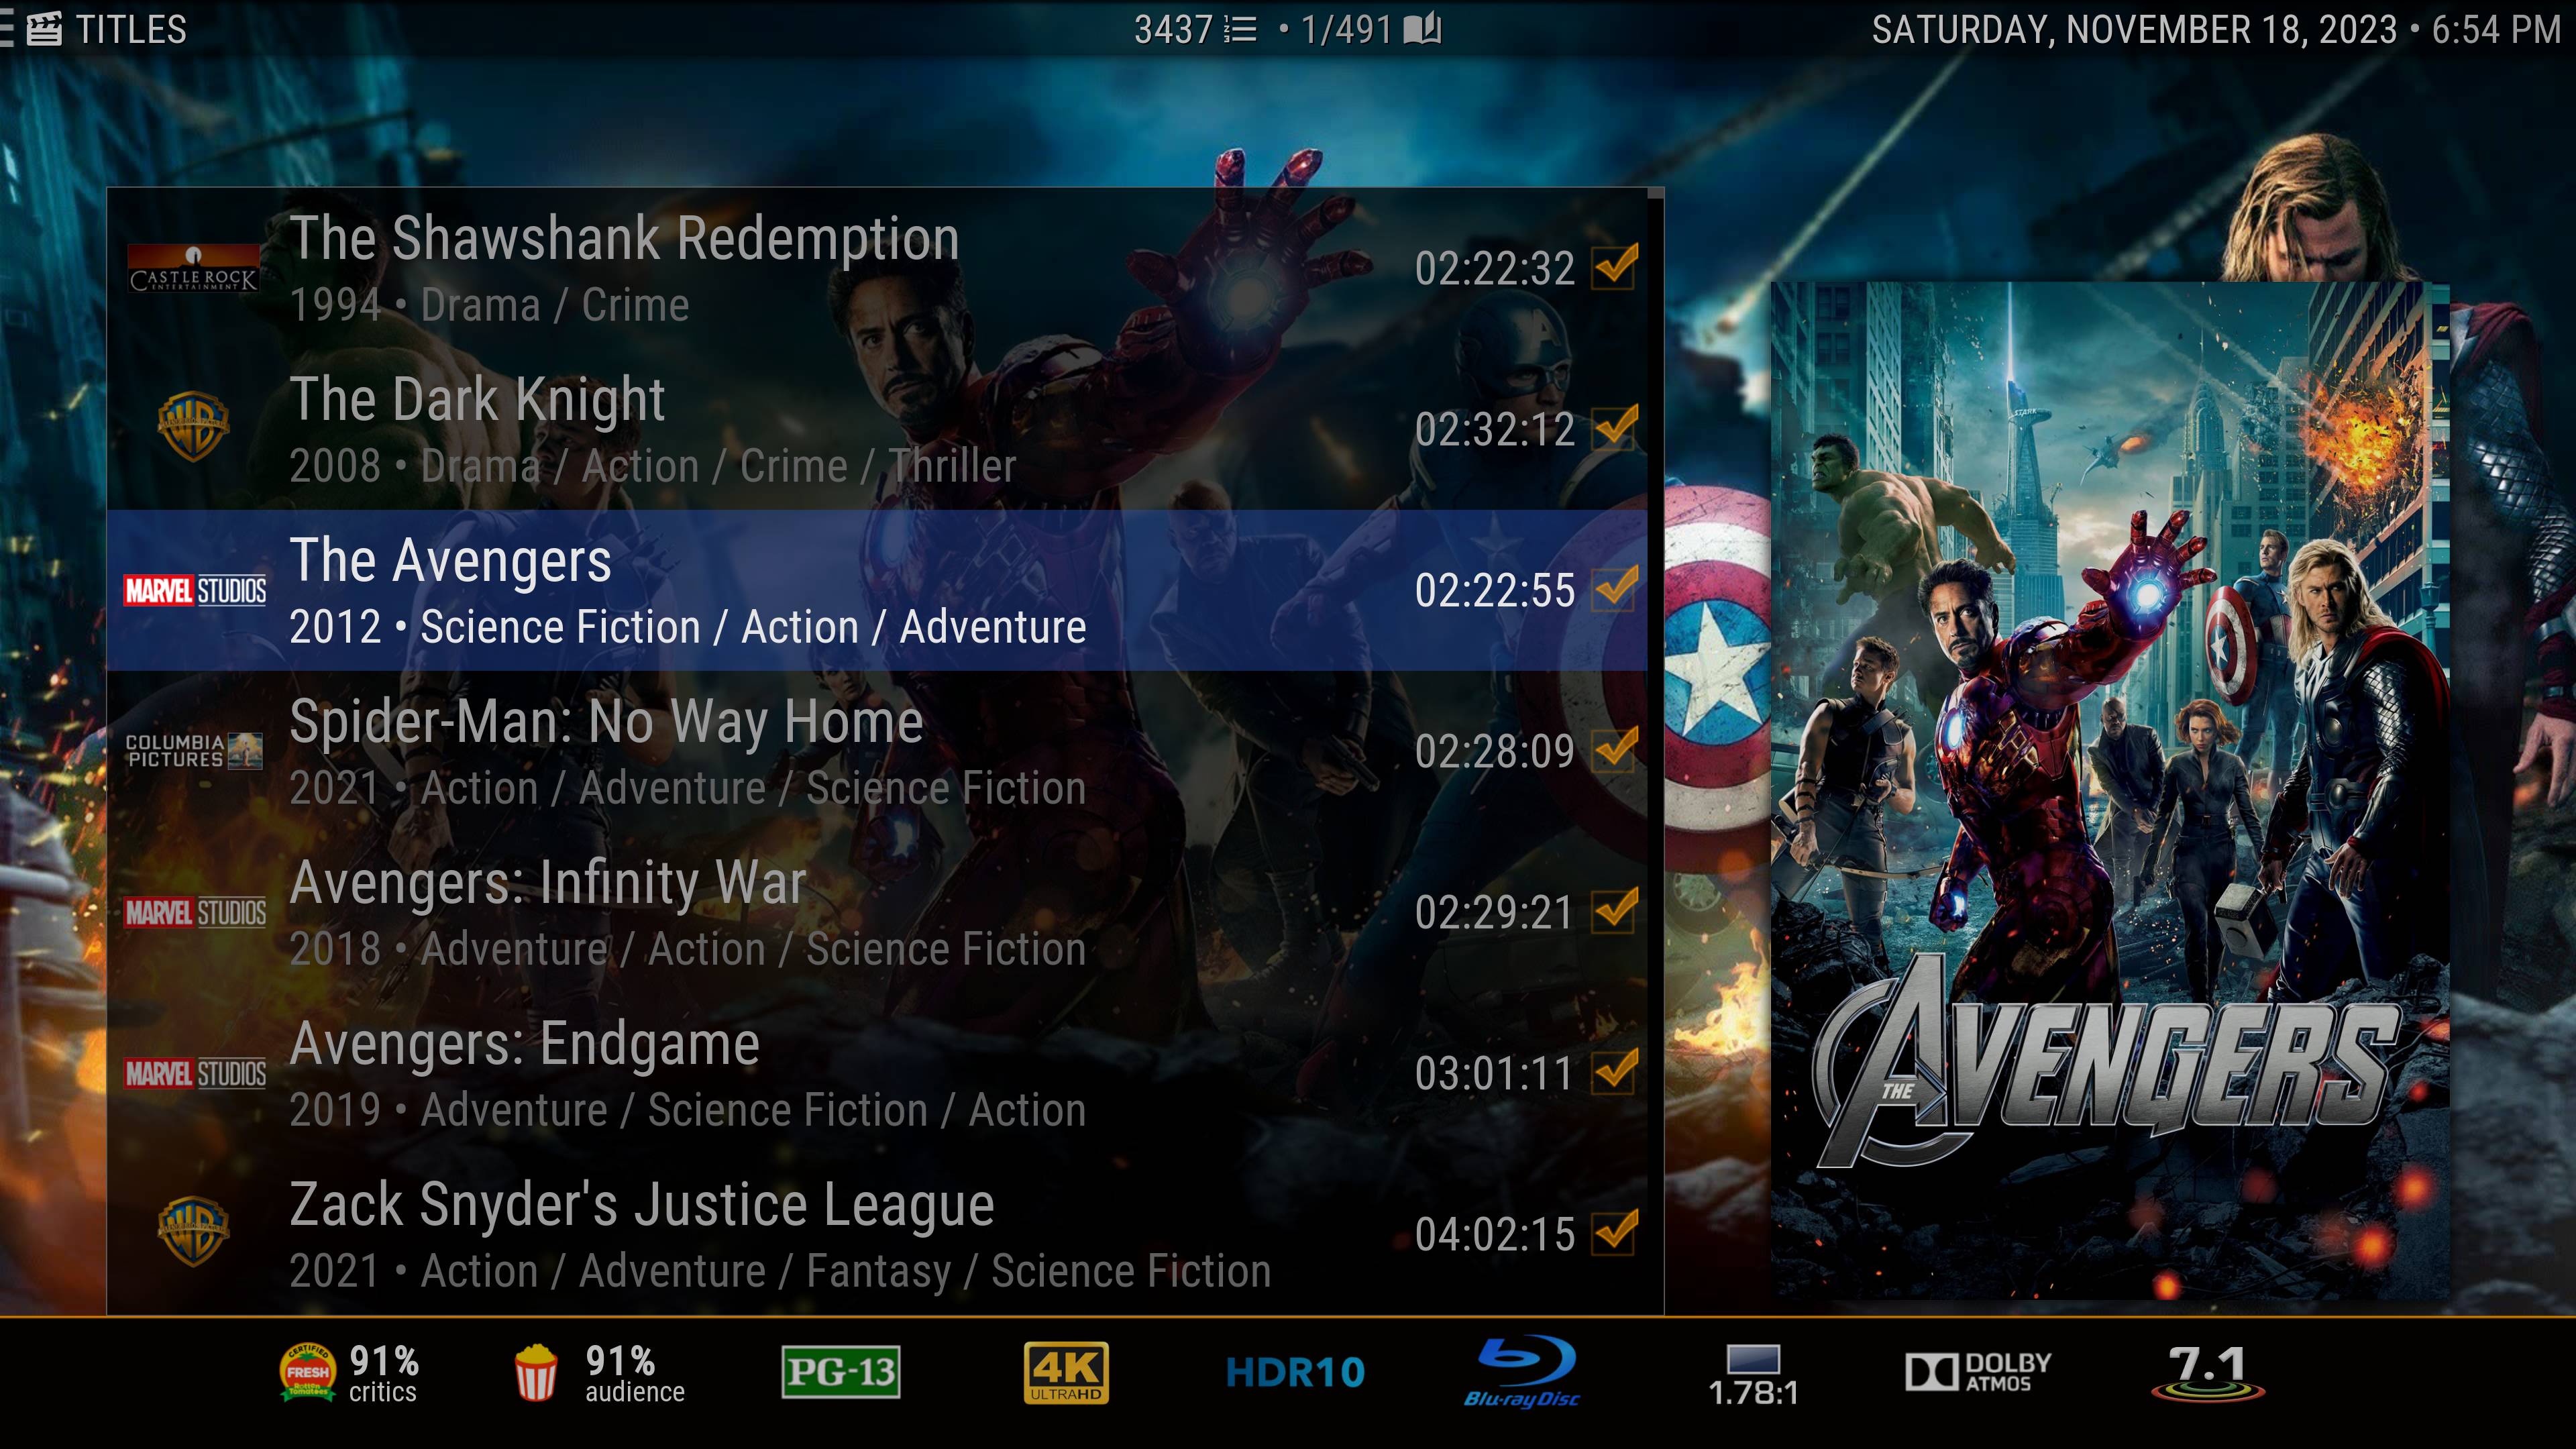 TITLES
3437 • 1/491
SATURDAY, NOVEMBER 18, 2023 • 6:54 PM
CASTLE ROCK
ENTERTAINMENT
The Shawshank Redemption
1994 • Drama / Crime
02:22:32
WB
The Dark Knight
2008 • Drama / Action / Crime / Thriller
02:32:12
MARVEL STUDIOS
The Avengers
2012 • Science Fiction / Action / Adventure
02:22:55
COLUMBIA
PICTURES
Spider-Man: No Way Home
2021 • Action / Adventure / Science Fiction
02:28:09
MARVEL STUDIOS
Avengers: Infinity War
2018 • Adventure / Action / Science Fiction
02:29:21
MARVEL STUDIOS
Avengers: Endgame
2019 • Adventure / Science Fiction / Action
03:01:11
WB
Zack Snyder's Justice League
2021 • Action / Adventure / Fantasy / Science Fiction
04:02:15
STARK
THE AVENGERS
CERTIFIED
FRESH
Rotten
Tomatoes
91%
critics
91%
audience
PG-13
4K
ULTRAHD
HDR10
Blu-ray Disc
1.78:1
DOLBY
ATMOS
7.1